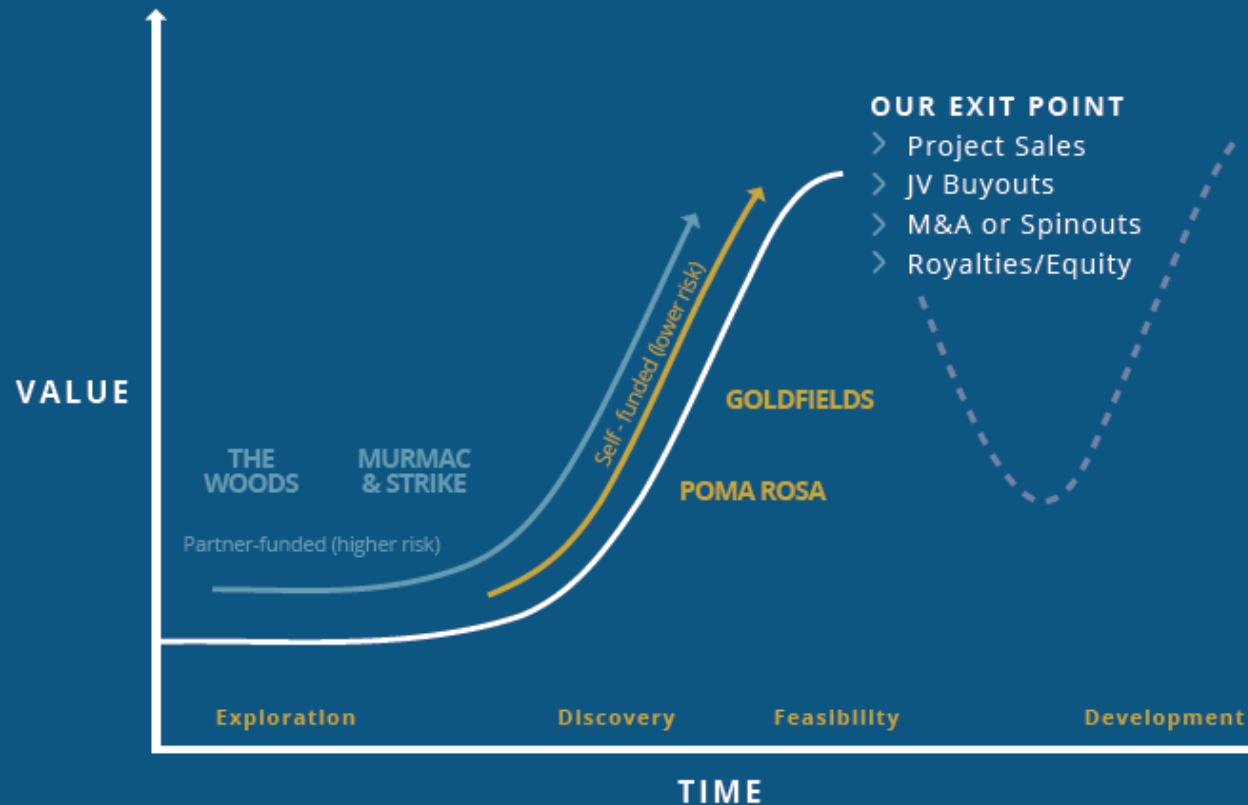 OUR EXIT POINT
Project Sales
JV Buyouts
M&A or Spinouts
Royalties/Equity
VALUE
THE
WOODS
MURMAC
& STRIKE
Partner-funded (higher risk)
Self-funded (lower risk)
GOLDFIELDS
POMA ROSA
Exploration
Discovery
Feasibility
Development
TIME